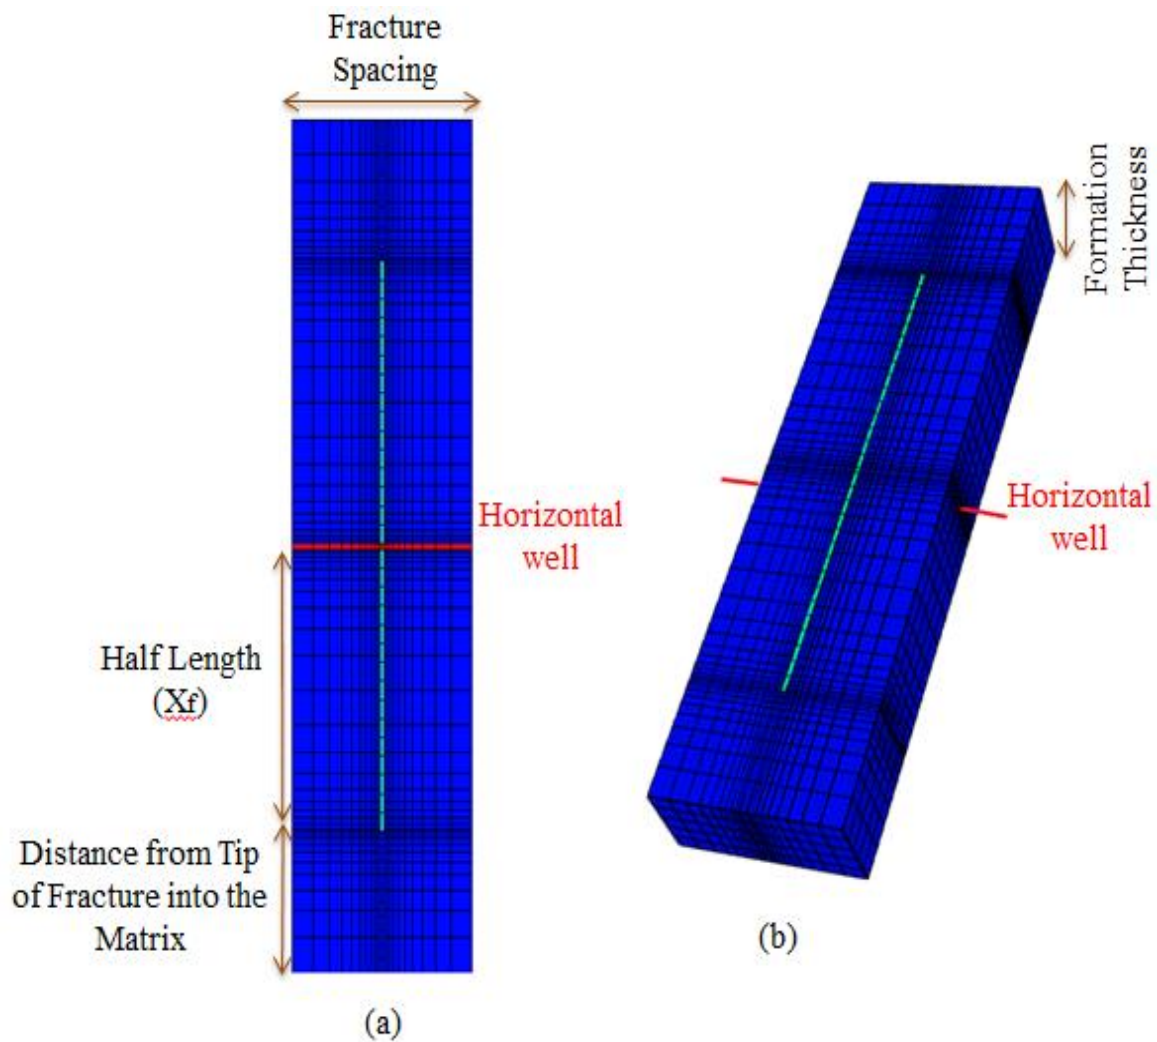 Fracture
Spacing
Formation
Thickness
Horizontal
well
Horizontal
well
Half Length
(Xf)
Distance from Tip
of Fracture into the
Matrix
(b)
(a)